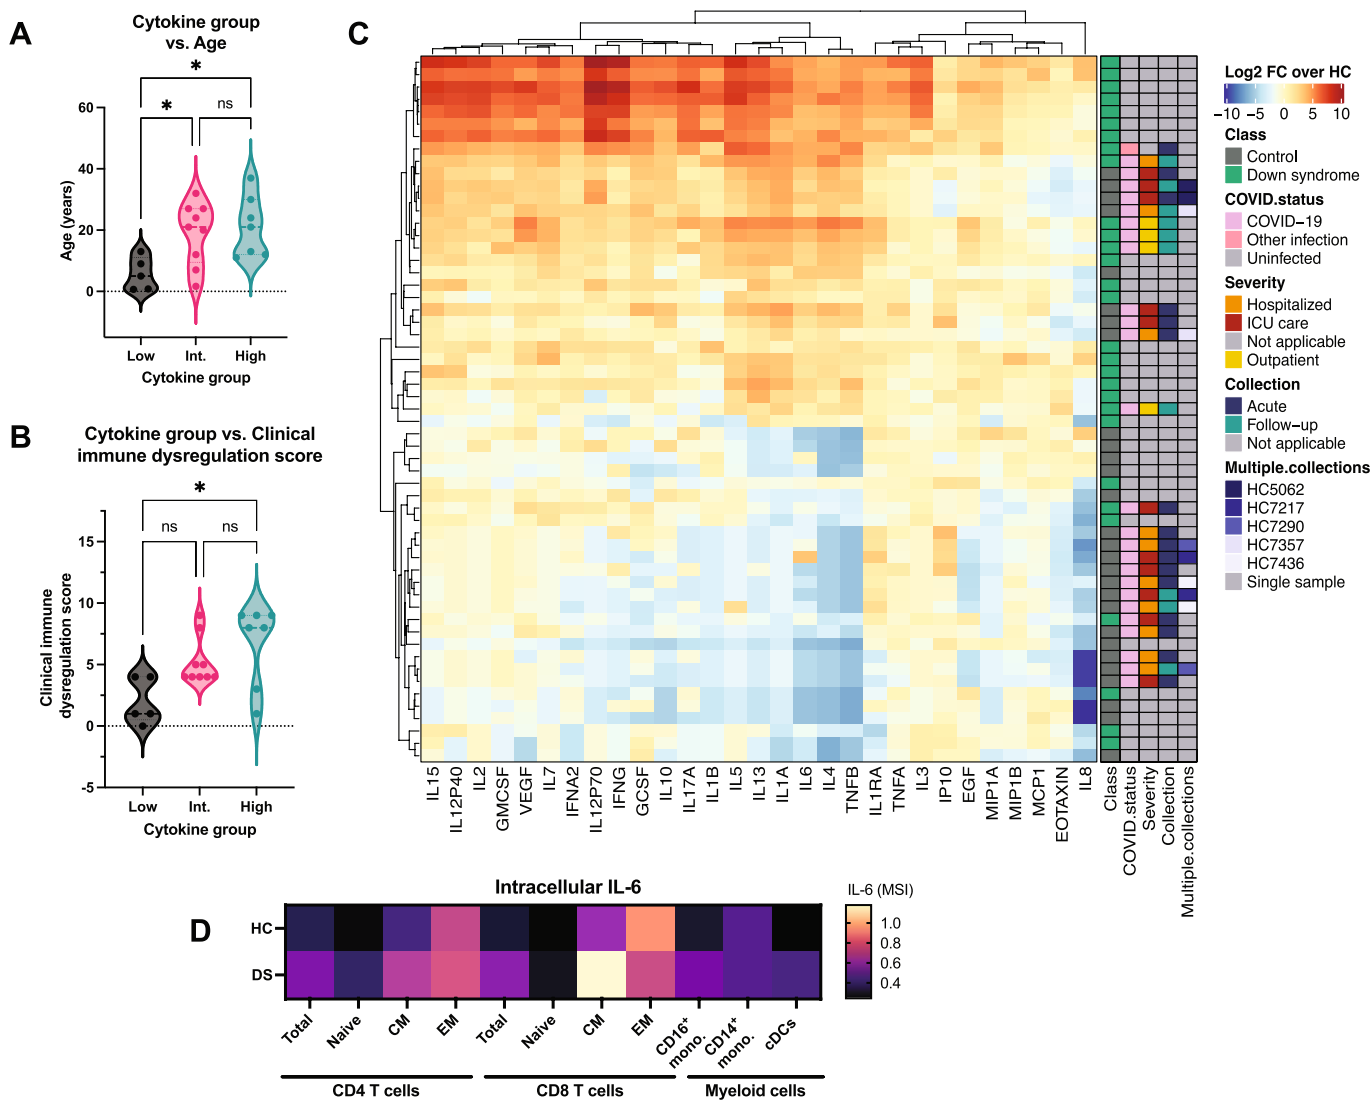 A
Cytokine group
vs. Age
*
*
ns
60
40
20
0
Age (years)
Low
Int.
High
Cytokine group
B
Cytokine group vs. Clinical
immune dysregulation score
*
ns
ns
15
10
5
0
-5
Clinical immune
dysregulation score
Low
Int.
High
Cytokine group
C
IL15
IL12P40
IL2
GMCSF
VEGF
IL7
IFNA2
IL12P70
IFNG
GCSF
IL10
IL17A
IL1B
IL5
IL13
IL1A
IL6
IL4
TNFB
IL1RA
TNFA
IL3
IP10
EGF
MIP1A
MIP1B
MCP1
EOTAXIN
IL8
Class
COVID.status
Severity
Collection
Multiple.collections
Log2 FC over HC
−10 −5 0 5 10
Class
Control
Down syndrome
COVID.status
COVID−19
Other infection
Uninfected
Severity
Hospitalized
ICU care
Not applicable
Outpatient
Collection
Acute
Follow−up
Not applicable
Multiple.collections
HC5062
HC7217
HC7290
HC7357
HC7436
Single sample
D
Intracellular IL-6
HC
DS
Total
Naive
CM
EM
Total
Naive
CM
EM
CD16+
mono.
CD14+
mono.
cDCs
CD4 T cells
CD8 T cells
Myeloid cells
IL-6 (MSI)
1.0
0.8
0.6
0.4